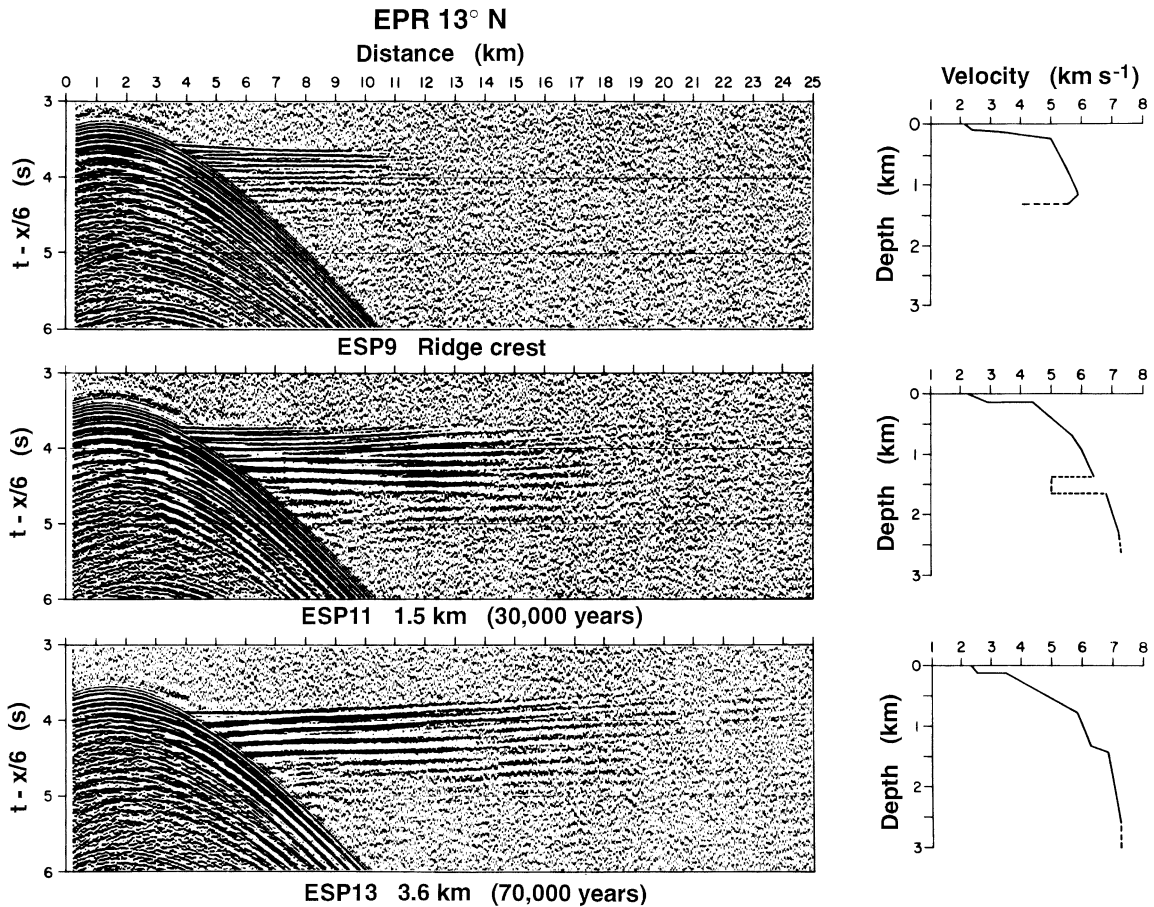 EPR 13° N
Distance (km)
0 1 2 3 4 5 6 7 8 9 10 11 12 13 14 15 16 17 18 19 20 21 22 23 24 25
3
4
5
6
t - x/6 (s)
ESP9 Ridge crest
Velocity (km s-1)
1 2 3 4 5 6 7 8
0
1
2
3
Depth (km)
3
4
5
6
t - x/6 (s)
ESP11 1.5 km (30,000 years)
1 2 3 4 5 6 7 8
0
1
2
3
Depth (km)
3
4
5
6
t - x/6 (s)
ESP13 3.6 km (70,000 years)
1 2 3 4 5 6 7 8
0
1
2
3
Depth (km)